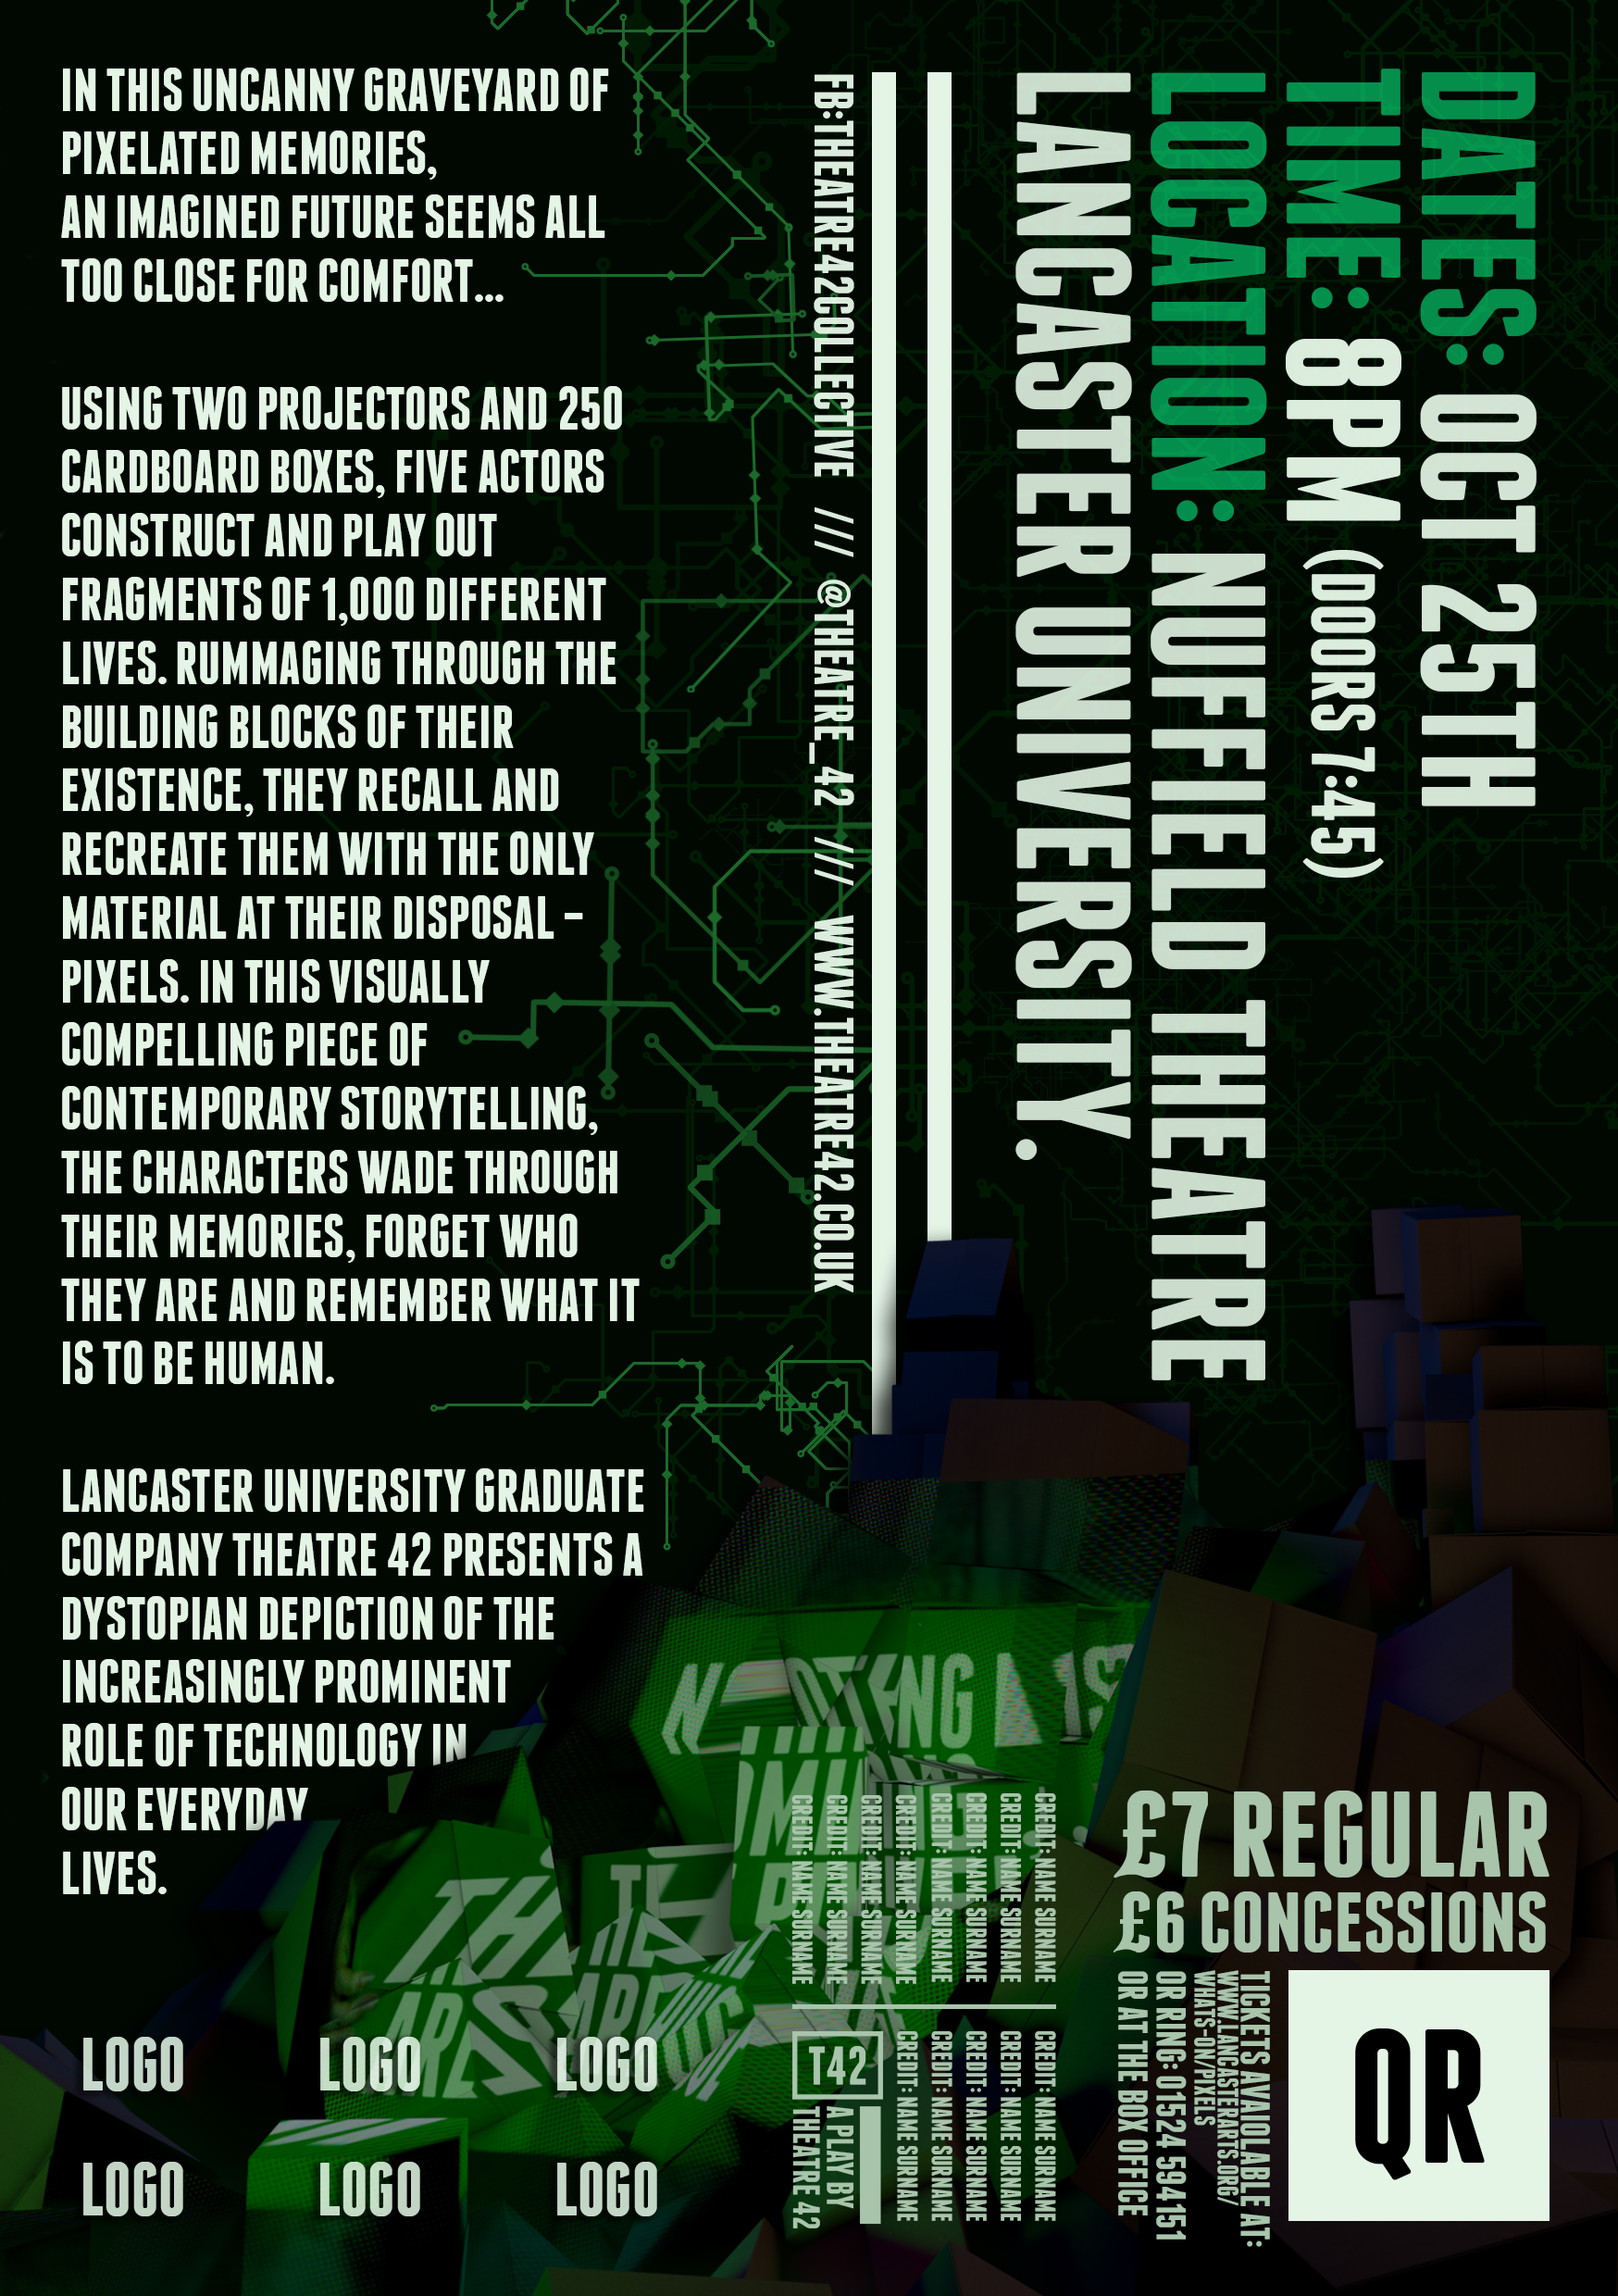 IN THIS UNCANNY GRAVEYARD OF
PIXELATED MEMORIES,
AN IMAGINED FUTURE SEEMS ALL
TOO CLOSE FOR COMFORT...
USING TWO PROJECTORS AND 250
CARDBOARD BOXES, FIVE ACTORS
CONSTRUCT AND PLAY OUT
FRAGMENTS OF 1,000 DIFFERENT
LIVES. RUMMAGING THROUGH THE
BUILDING BLOCKS OF THEIR
EXISTENCE, THEY RECALL AND
RECREATE THEM WITH THE ONLY
MATERIAL AT THEIR DISPOSAL –
PIXELS. IN THIS VISUALLY
COMPELLING PIECE OF
CONTEMPORARY STORYTELLING,
THE CHARACTERS WADE THROUGH
THEIR MEMORIES, FORGET WHO
THEY ARE AND REMEMBER WHAT IT
IS TO BE HUMAN.
LANCASTER UNIVERSITY GRADUATE
COMPANY THEATRE 42 PRESENTS A
DYSTOPIAN DEPICTION OF THE
INCREASINGLY PROMINENT
ROLE OF TECHNOLOGY IN
OUR EVERYDAY
LIVES.
DATES: OCT 25TH
TIME: 8PM (DOORS 7:45)
LOCATION: NUFFIELD THEATRE
LANCASTER UNIVERSITY.
FB:THEATRE42COLLECTIVE /// @THEATRE_42 /// WWW.THEATRE42.CO.UK
£7 REGULAR
£6 CONCESSIONS
TICKETS AVAIOLABLE AT:
WWW.LANCASTERARTS.ORG/
WHATS-ON/PIXELS
OR RING: 01524 594151
OR AT THE BOX OFFICE
QR
CREDIT: NAME SURNAME
CREDIT: NAME SURNAME
CREDIT: NAME SURNAME
CREDIT: NAME SURNAME
CREDIT: NAME SURNAME
CREDIT: NAME SURNAME
CREDIT: NAME SURNAME
CREDIT: NAME SURNAME
CREDIT: NAME SURNAME
CREDIT: NAME SURNAME
CREDIT: NAME SURNAME
CREDIT: NAME SURNAME
CREDIT: NAME SURNAME
T42
A PLAY BY
THEATRE 42
LOGO LOGO LOGO
LOGO LOGO LOGO